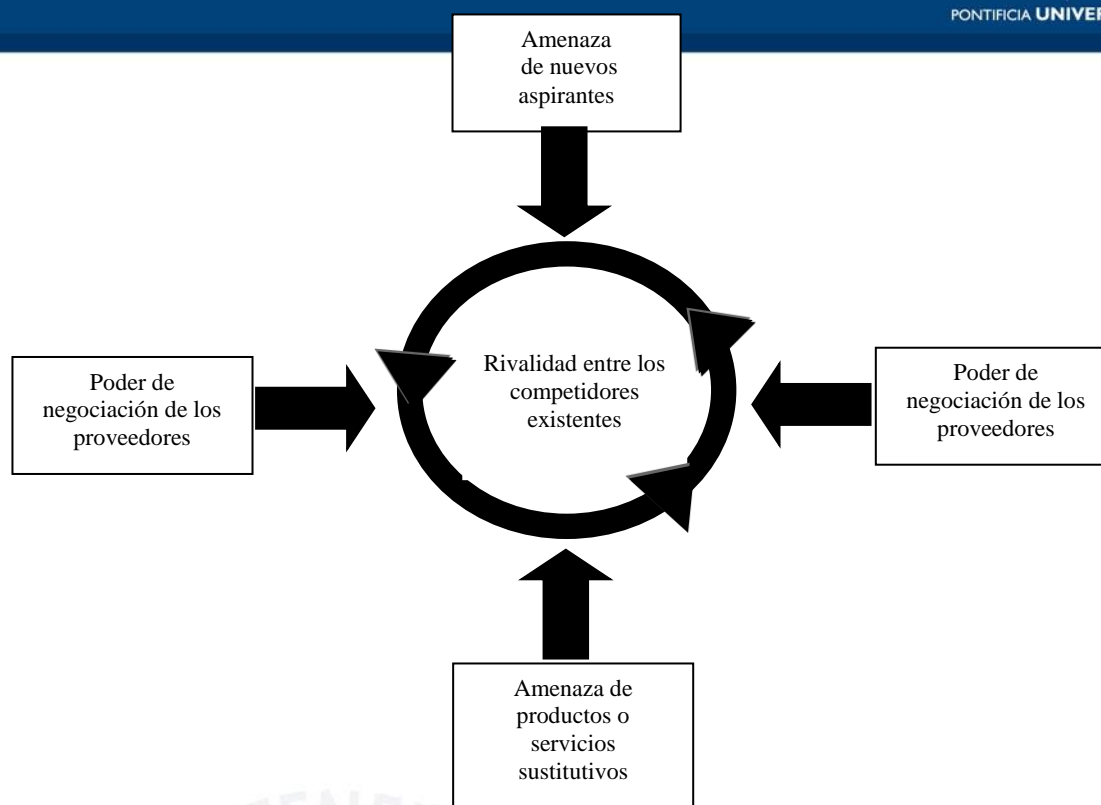 PONTIFICIA
Amenaza
de nuevos
aspirantes
Rivalidad entre los
competidores
existentes
Poder de
negociación de los
proveedores
Poder de
negociación de los
proveedores
Amenaza de
productos o
servicios
sustitutivos